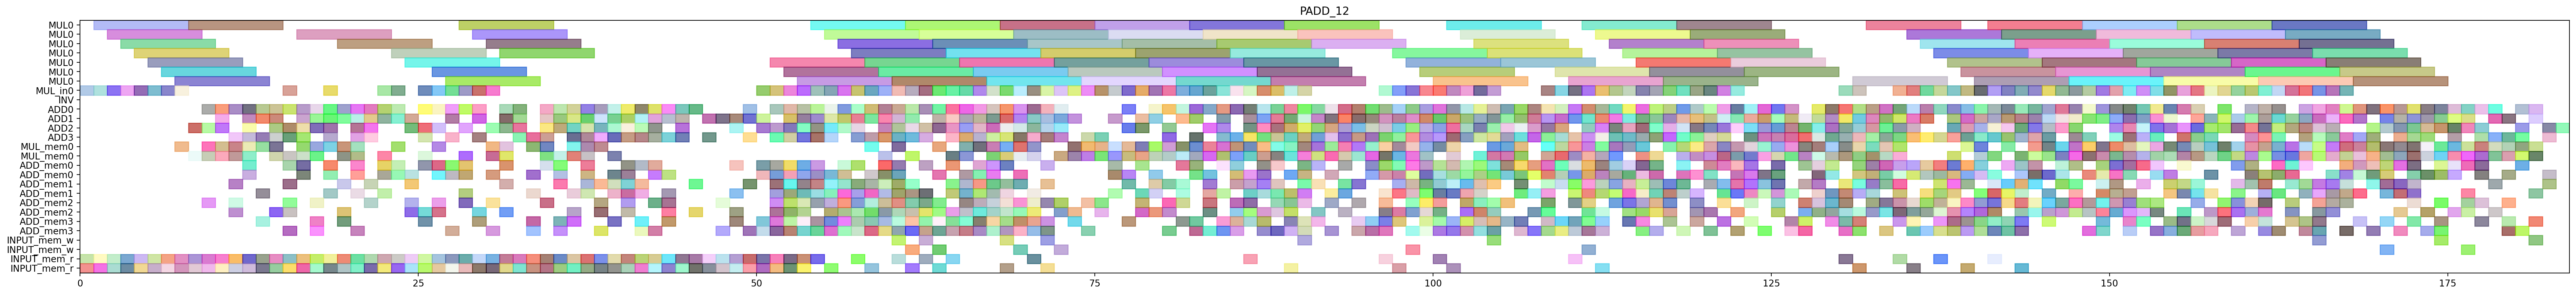 PADD_12
MUL0
MUL0
MUL0
MUL0
MUL0
MUL0
MUL0
MUL_in0
INV
ADD0
ADD1
ADD2
ADD3
MUL_mem0
MUL_mem0
ADD_mem0
ADD_mem0
ADD_mem1
ADD_mem1
ADD_mem2
ADD_mem2
ADD_mem3
ADD_mem3
INPUT_mem_w
INPUT_mem_w
INPUT_mem_r
INPUT_mem_r
0 25 50 75 100 125 150 175